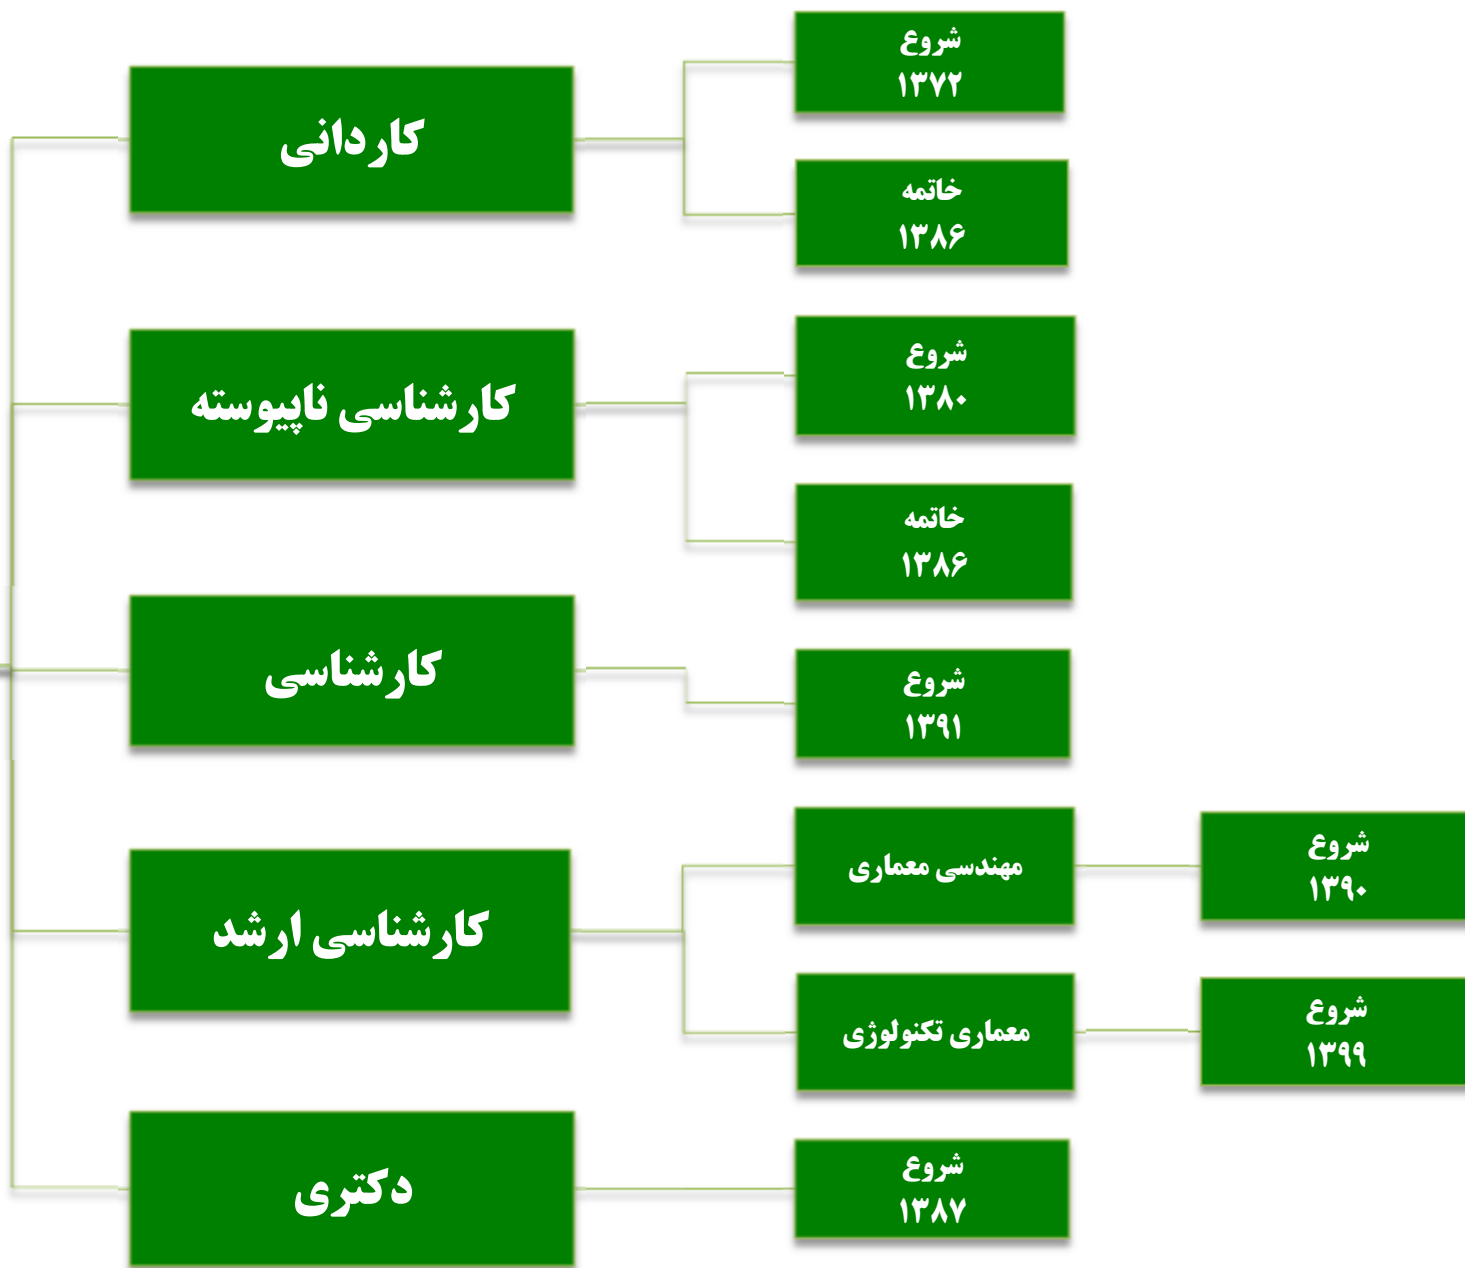 کاردانی
شروع
۱۳۷۲
خاتمه
۱۳۸۶
کارشناسی ناپیوسته
شروع
۱۳۸۰
خاتمه
۱۳۸۶
کارشناسی
شروع
۱۳۹۱
کارشناسی ارشد
مهندسی معماری
شروع
۱۳۹۰
معماری تکنولوژی
شروع
۱۳۹۹
دکتری
شروع
۱۳۸۷